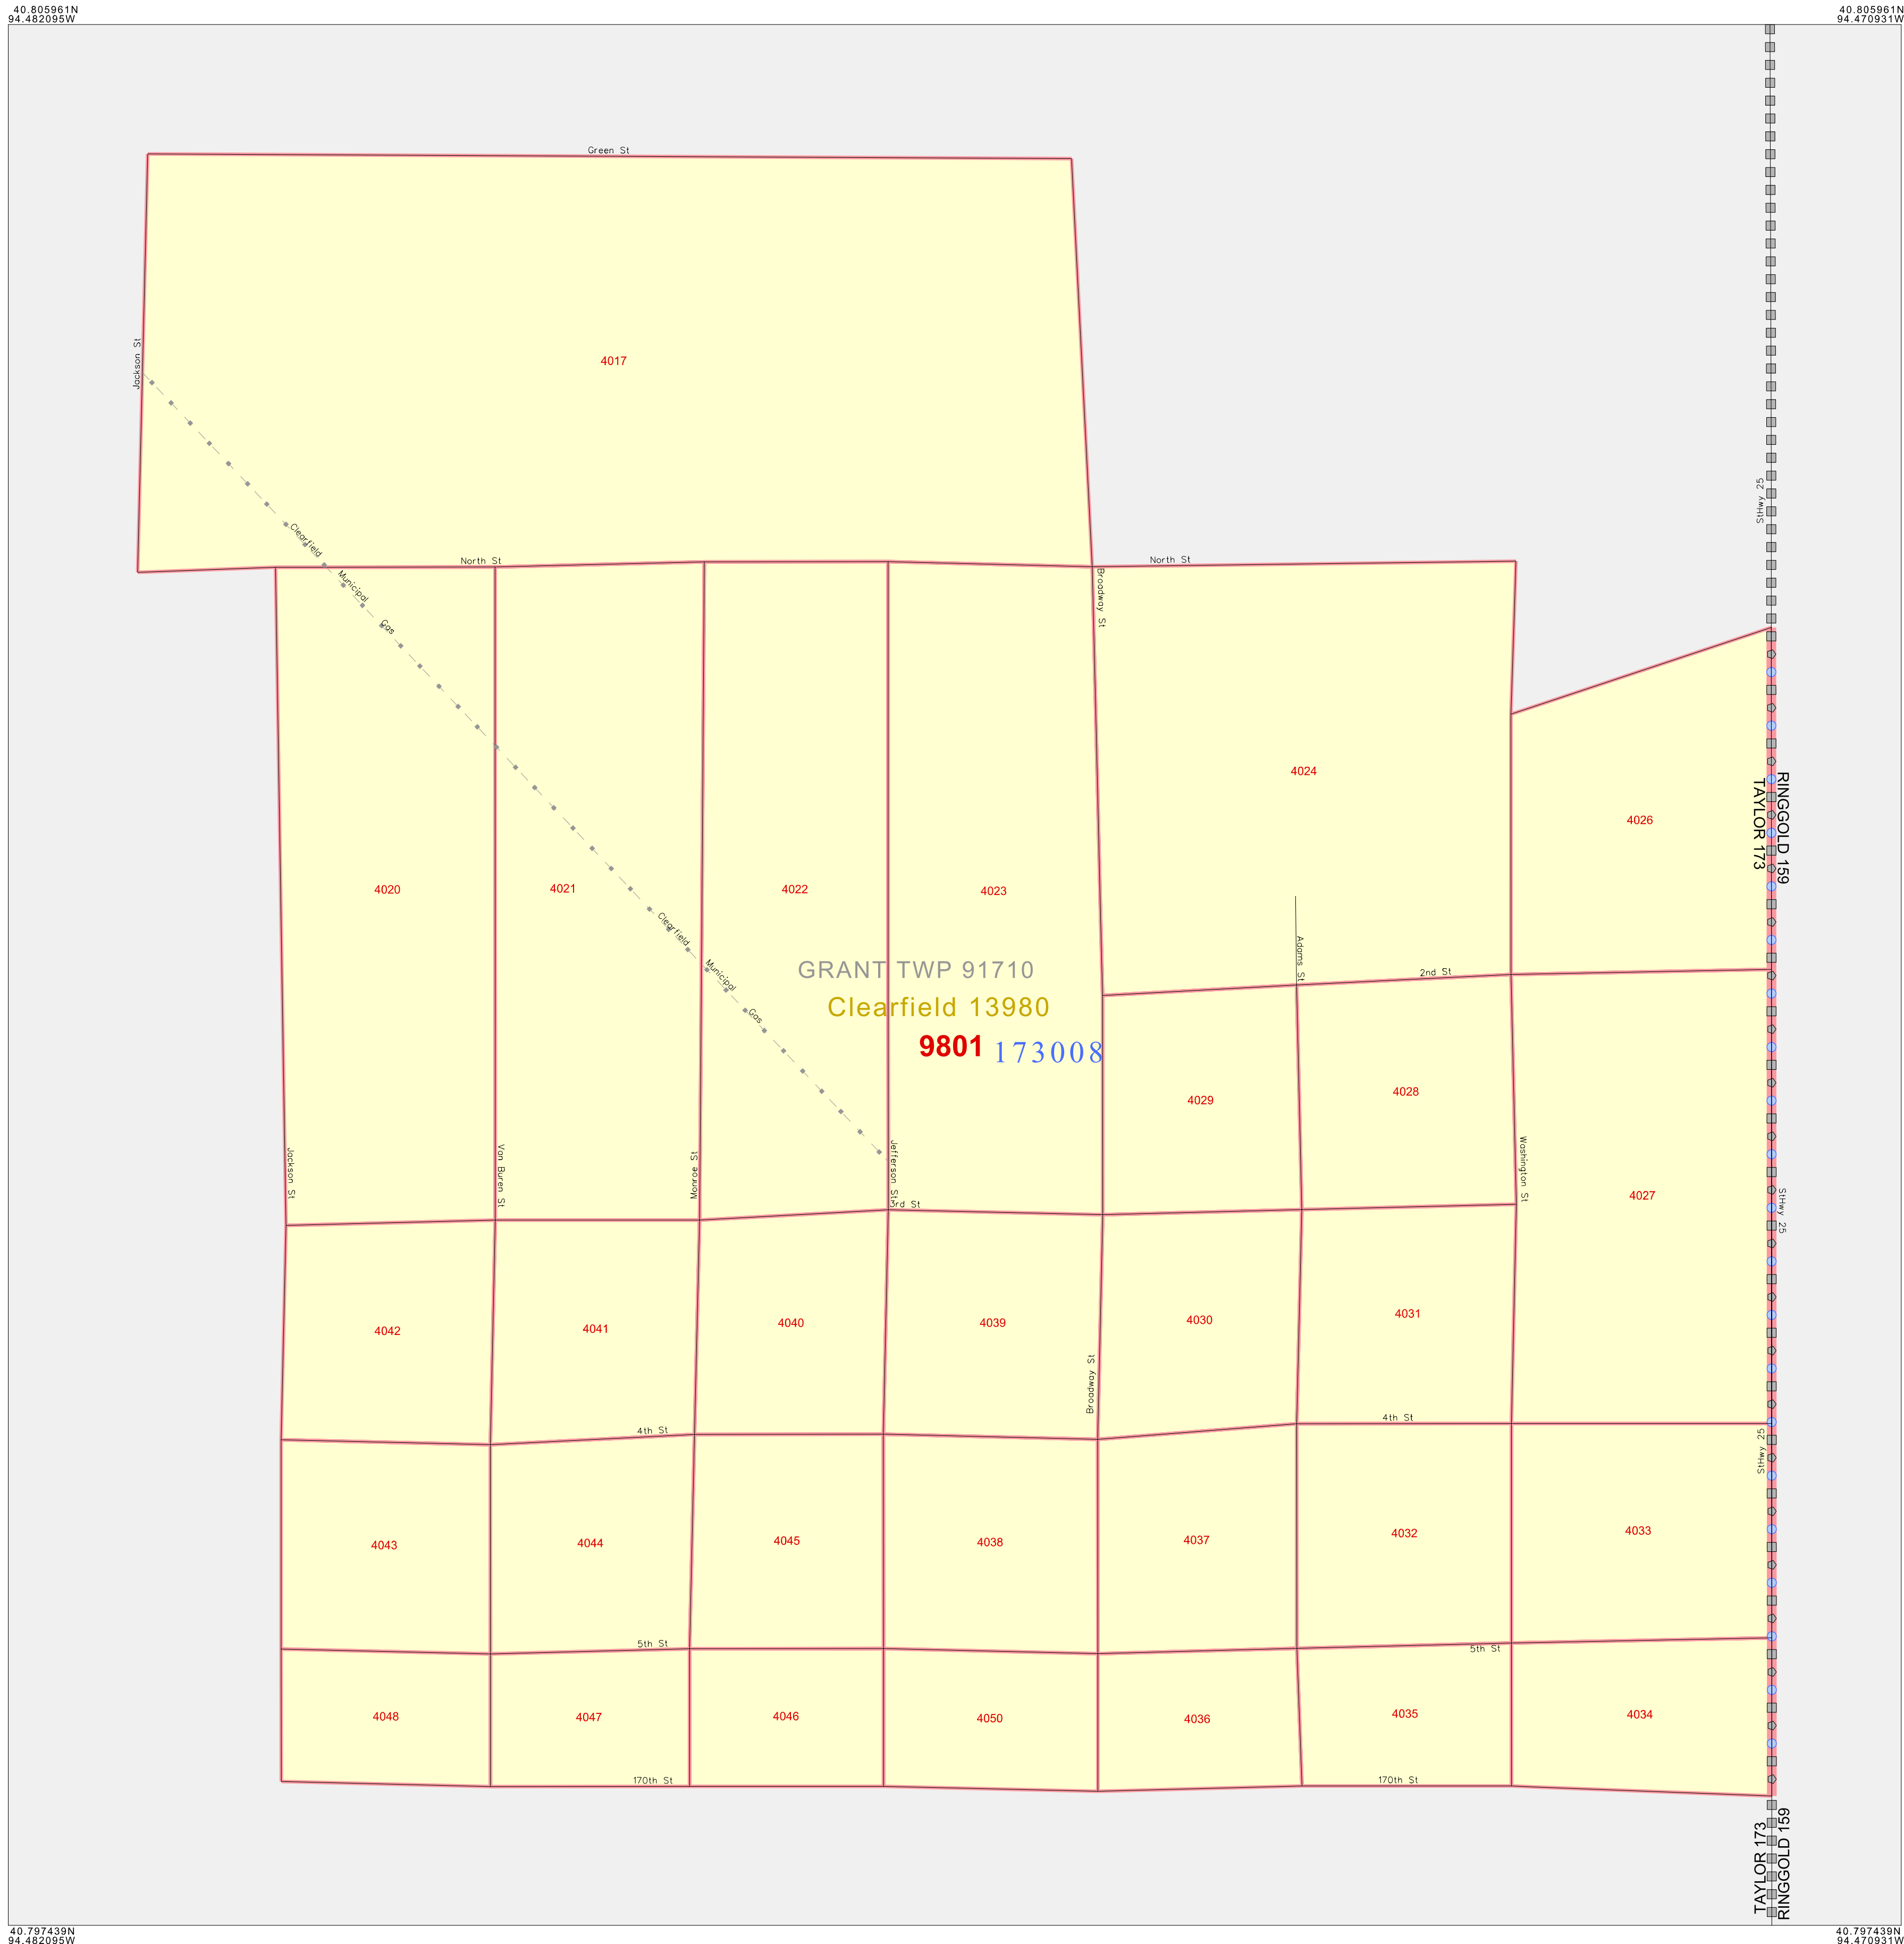 40.805961N
94.482095W
40.805961N
94.470931W
Green St
Jackson St
4017
StHwy 25
Clearfield
Municipal
Gas
North St
North St
Broadway St
4024
4026
RINGGOLD 159
TAYLOR 173
4020
4021
4022
4023
Clearfield
Municipal
Gas
Adams St
2nd St
GRANT TWP 91710
Clearfield 13980
9801
173008
4029
4028
Jackson St
Van Buren St
Monroe St
Jefferson St
3rd St
Washington St
4027
StHwy 25
4042
4041
4040
4039
4030
4031
Broadway St
4th St
4th St
StHwy 25
4043
4044
4045
4038
4037
4032
4033
5th St
5th St
4048
4047
4046
4050
4036
4035
4034
170th St
170th St
TAYLOR 173
RINGGOLD 159
40.797439N
94.482095W
40.797439N
94.470931W